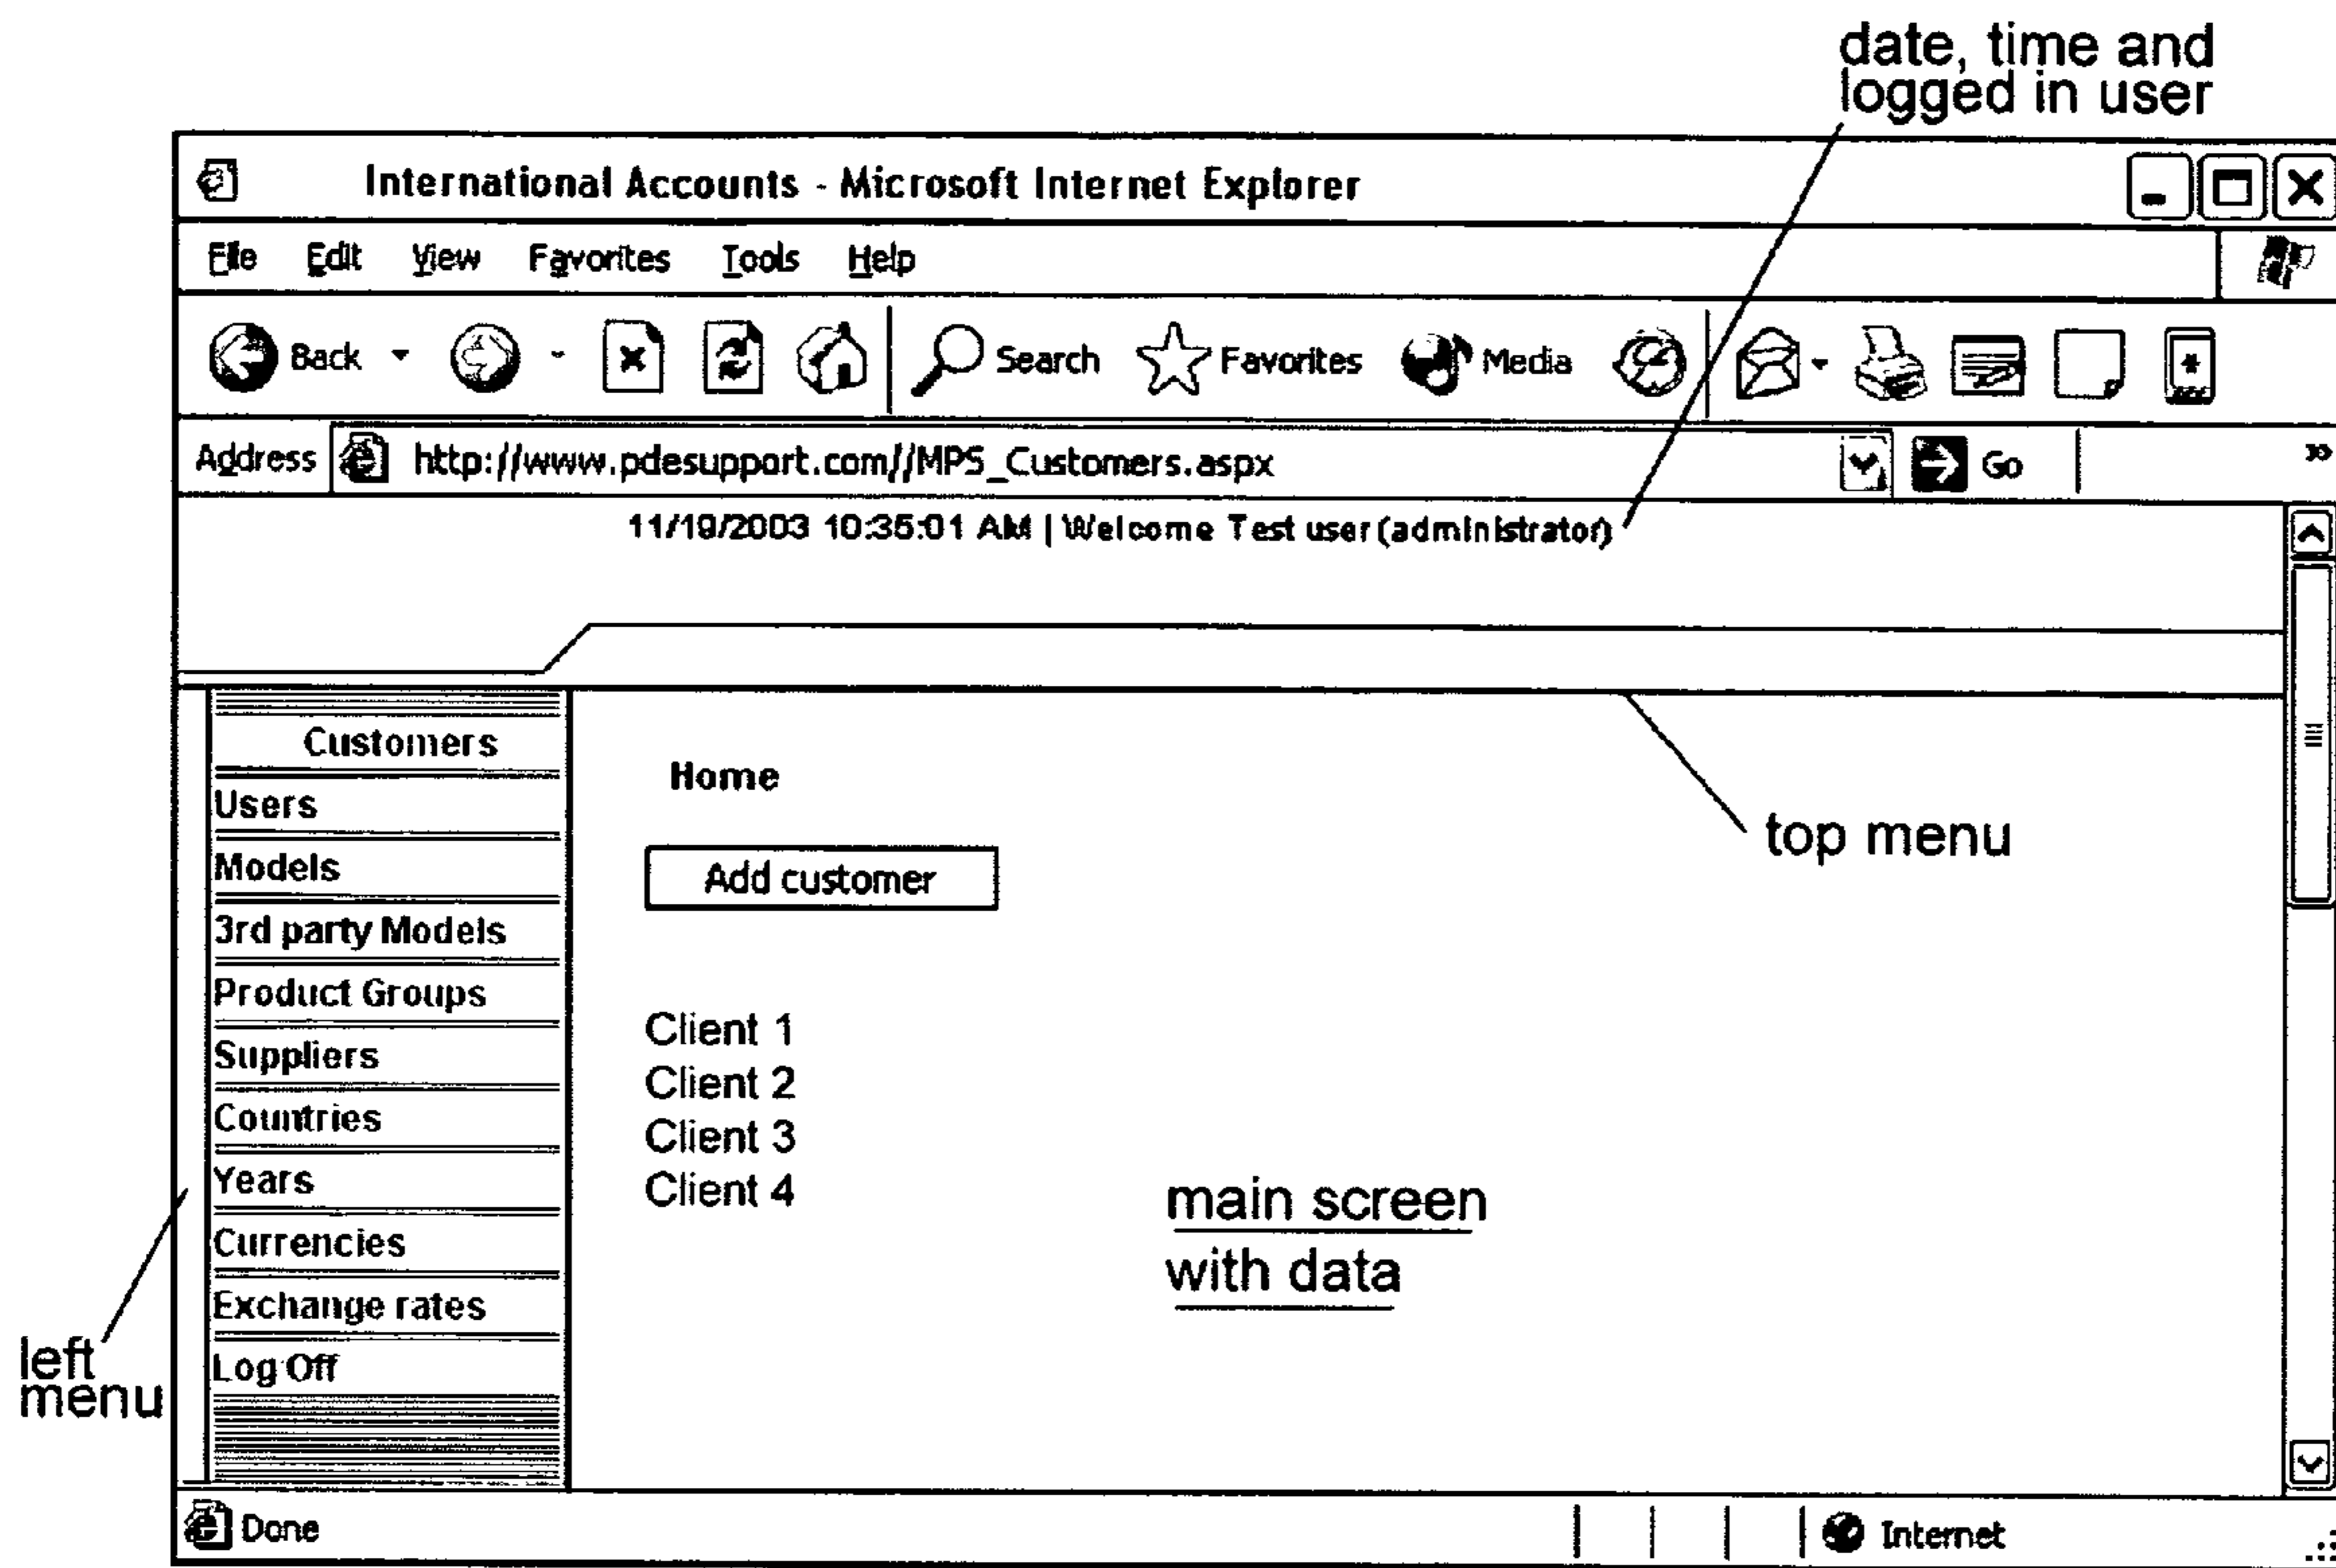 date, time and
logged in user
International Accounts - Microsoft Internet Explorer
File Edit View Favorites Tools Help
Back Search Favorites Media
Address http://www.pdesupport.com//MPS_Customers.aspx Go »
11/19/2003 10:35:01 AM | Welcome Test user (administrator)
Customers
Users
Models
3rd party Models
Product Groups
Suppliers
Countries
Years
Currencies
Exchange rates
Log Off
Home
Add customer
Client 1
Client 2
Client 3
Client 4
top menu
main screen
with data
left
menu
Done Internet